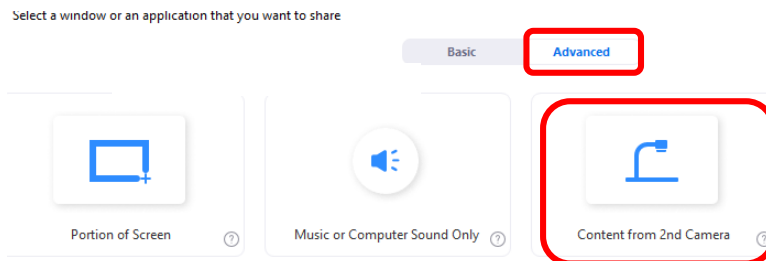 Select a window or an application that you want to share
Basic Advanced
Portion of Screen Music or Computer Sound Only Content from 2nd Camera